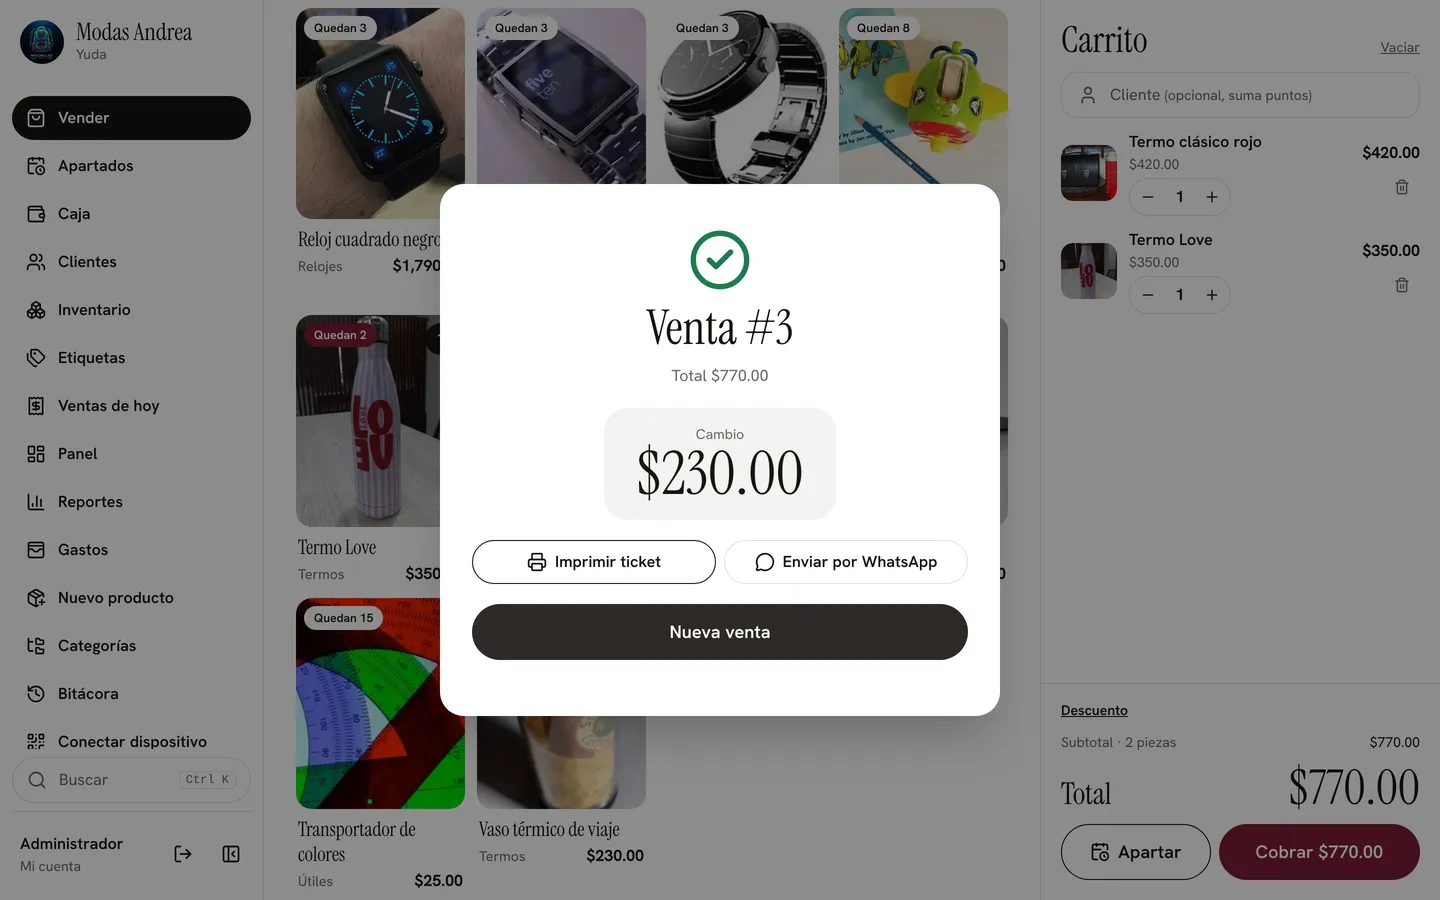 Modas Andrea
Yuda
Vender
Apartados
Caja
Clientes
Inventario
Etiquetas
Ventas de hoy
Panel
Reportes
Gastos
Nuevo producto
Categorías
Bitácora
Conectar dispositivo
Buscar
Ctrl K
Administrador
Mi cuenta
Quedan 3
Quedan 3
Quedan 3
Quedan 8
five
ten
Reloj cuadrado negro
Relojes
$1,790
Quedan 2
LOVE
Termo Love
Termos
$350
Quedan 15
Transportador de
colores
Útiles
$25.00
Vaso térmico de viaje
Termos
$230.00
Venta #3
Total $770.00
Cambio
$230.00
Imprimir ticket
Enviar por WhatsApp
Nueva venta
Carrito
Vaciar
Cliente (opcional, suma puntos)
Termo clásico rojo
$420.00
$420.00
1
Termo Love
$350.00
$350.00
1
Descuento
Subtotal · 2 piezas
$770.00
Total
$770.00
Apartar
Cobrar $770.00